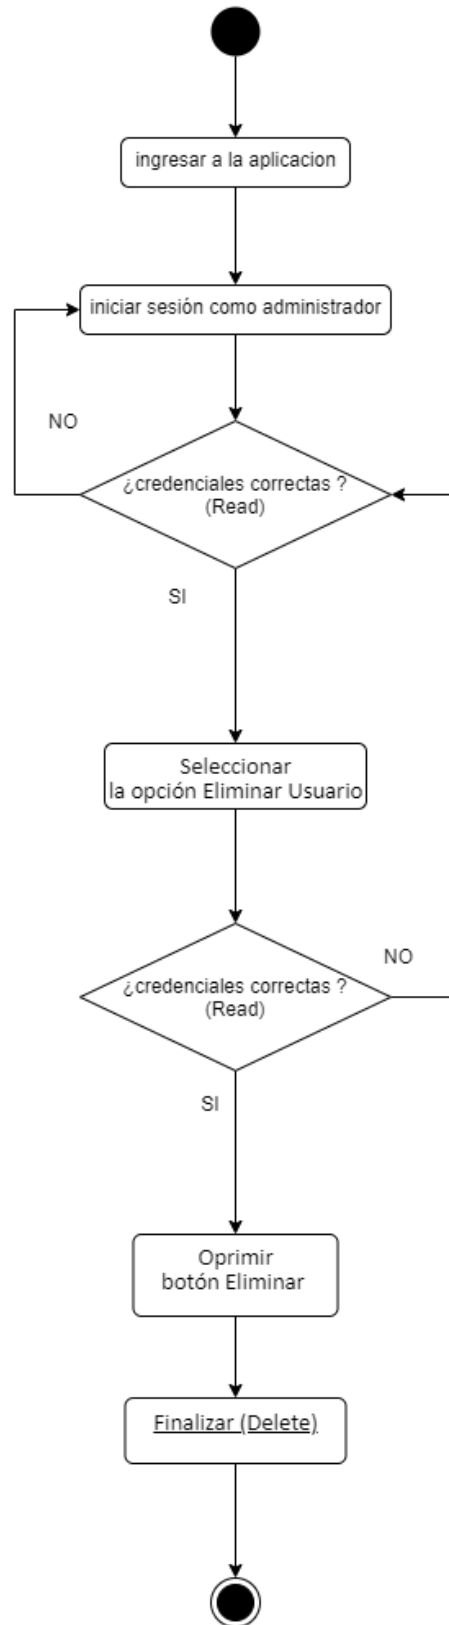 ingresar a la aplicacion
iniciar sesión como administrador
NO
¿credenciales correctas ?
(Read)
SI
Seleccionar
la opción Eliminar Usuario
¿credenciales correctas ?
(Read)
NO
SI
Oprimir
botón Eliminar
Finalizar (Delete)